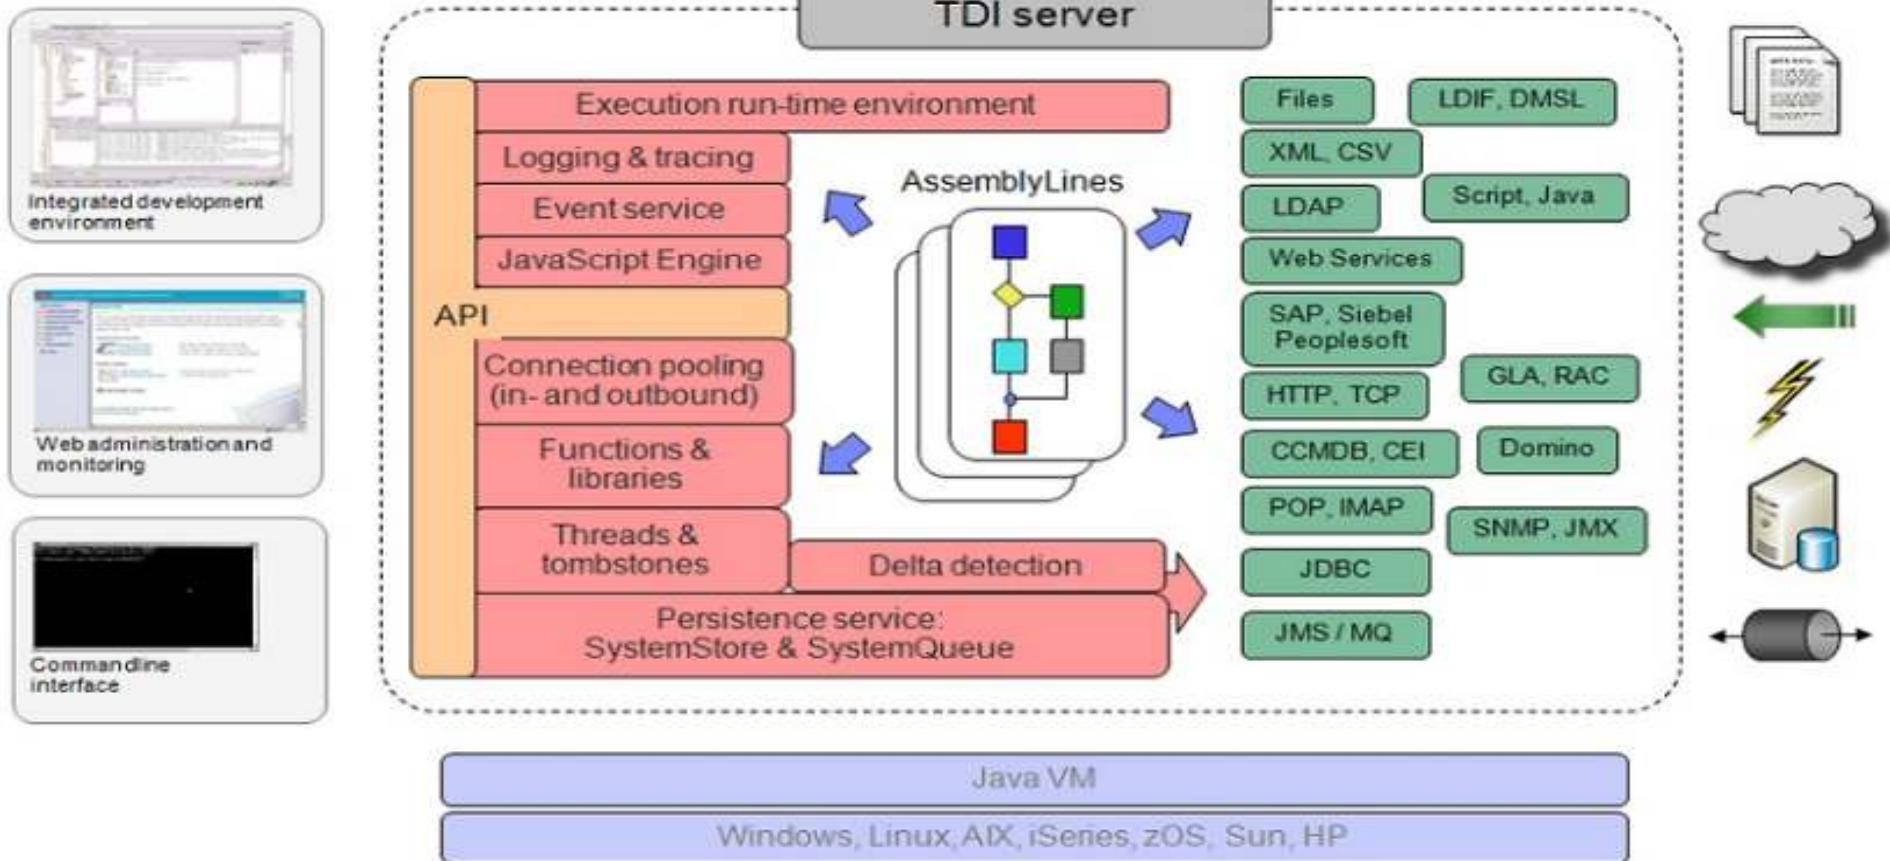 TDI server
Integrated development
environment
Web administration and
monitoring
Commandline
interface
API
Execution run-time environment
Logging & tracing
Event service
JavaScript Engine
Connection pooling
(in- and outbound)
Functions &
libraries
Threads &
tombstones
Delta detection
Persistence service:
SystemStore & SystemQueue
AssemblyLines
Files
LDIF, DMSL
XML, CSV
LDAP
Script, Java
Web Services
SAP, Siebel
Peoplesoft
GLA, RAC
HTTP, TCP
CCMDB, CEI
Domino
POP, IMAP
SNMP, JMX
JDBC
JMS / MQ
Java VM
Windows, Linux, AIX, iSeries, zOS, Sun, HP